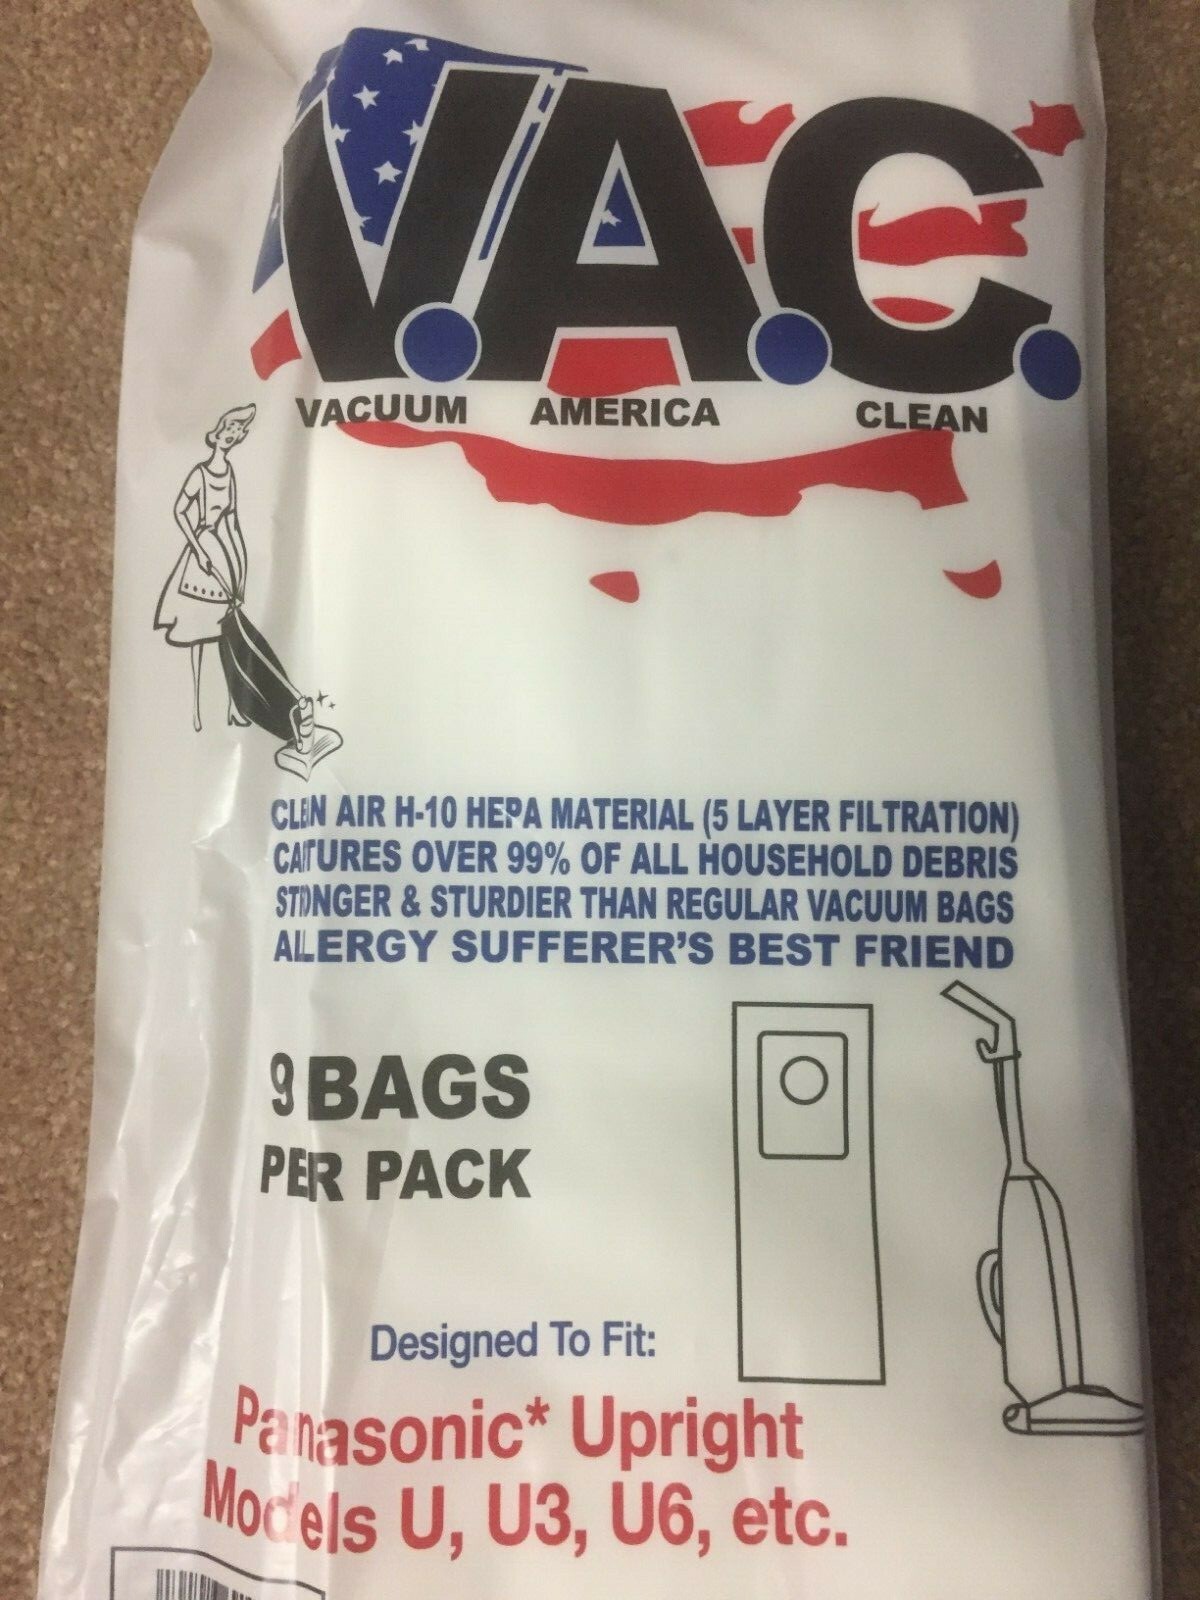 V.A.C.
VACUUM AMERICA CLEAN
CLEAN AIR H-10 HEPA MATERIAL (5 LAYER FILTRATION)
CAPTURES OVER 99% OF ALL HOUSEHOLD DEBRIS
STRONGER & STURDIER THAN REGULAR VACUUM BAGS
ALLERGY SUFFERER'S BEST FRIEND
9 BAGS
PER PACK
Designed To Fit:
Panasonic* Upright
Models U, U3, U6, etc.